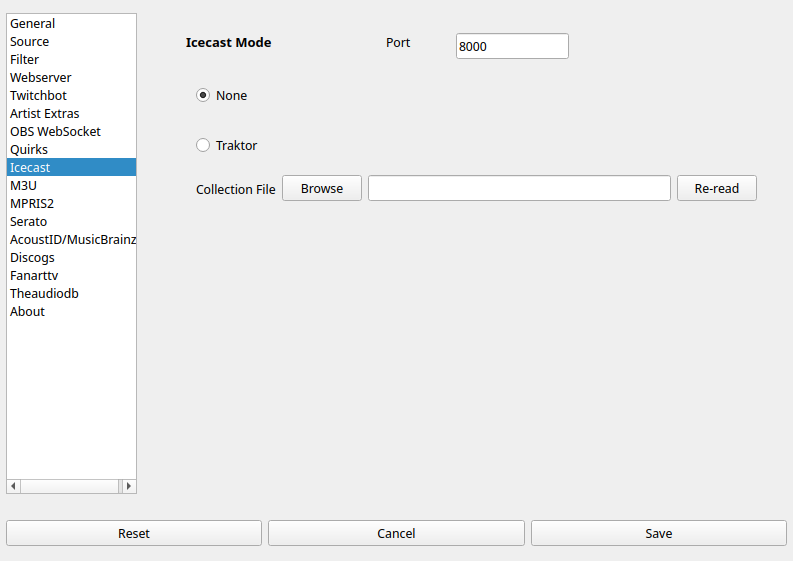 General
Source
Filter
Webserver
Twitchbot
Artist Extras
OBS WebSocket
Quirks
Icecast
M3U
MPRIS2
Serato
AcoustID/MusicBrainz
Discogs
Fanarttv
Theaudiodb
About
Icecast Mode Port 8000
None
Traktor
Collection File Browse Re-read
Reset Cancel Save